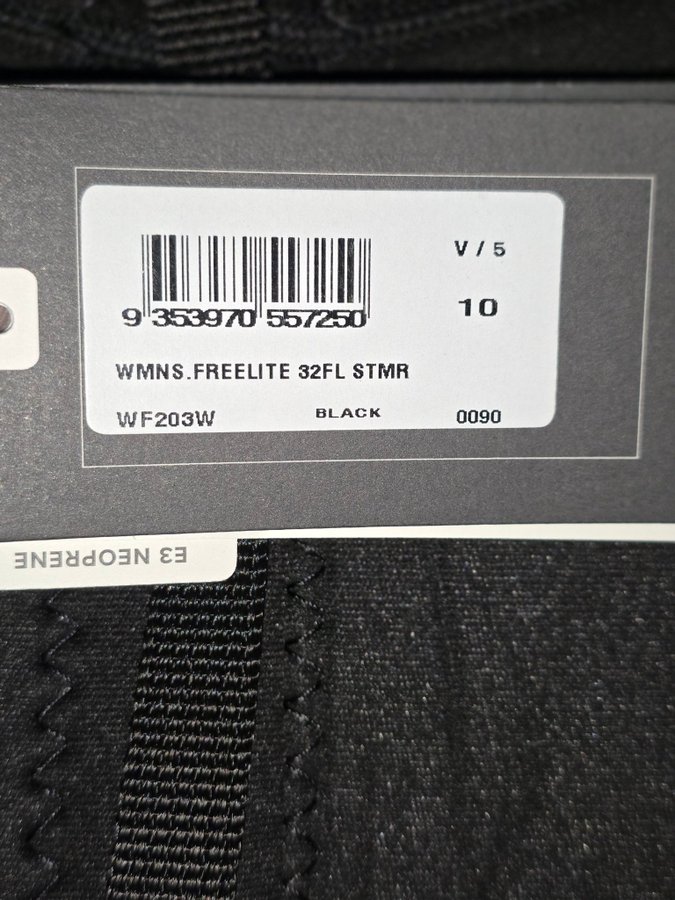 V / 5
10
9 353970 557250
WMNS.FREELITE 32FL STMR
WF203W BLACK 0090
E3 NEOPRENE